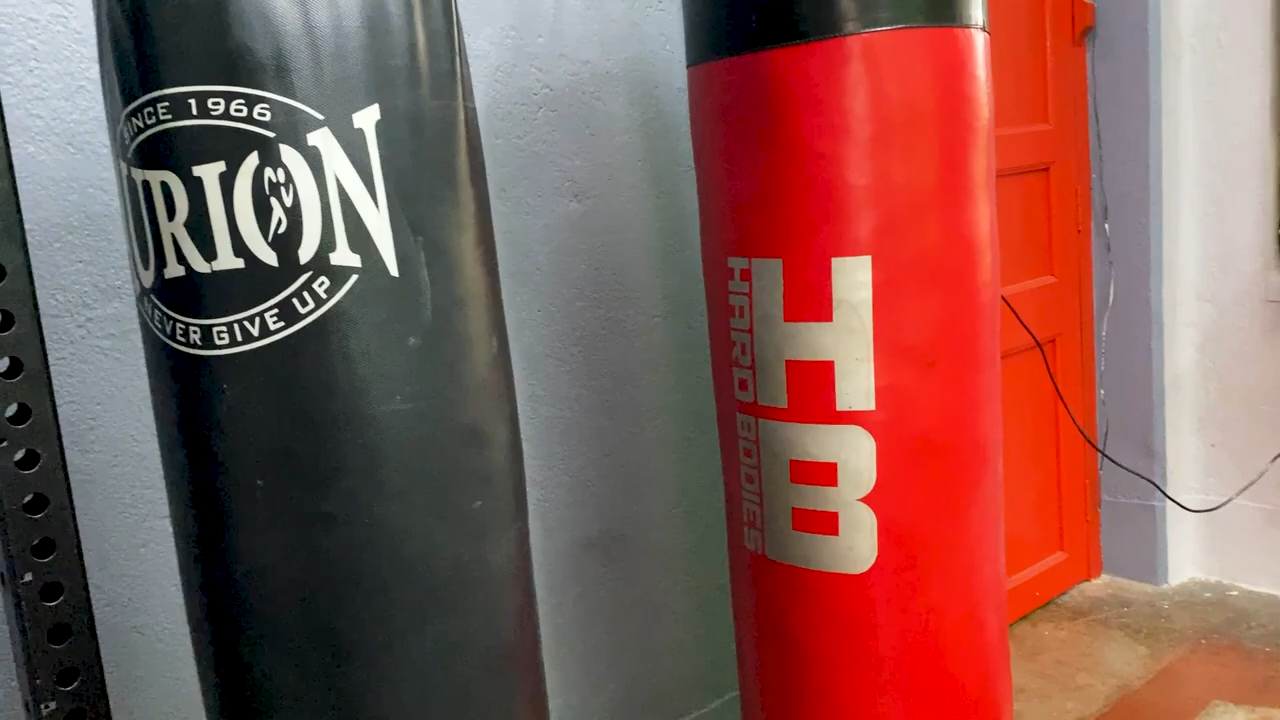 SINCE 1966
URION
NEVER GIVE UP
HB
HARD BODIES